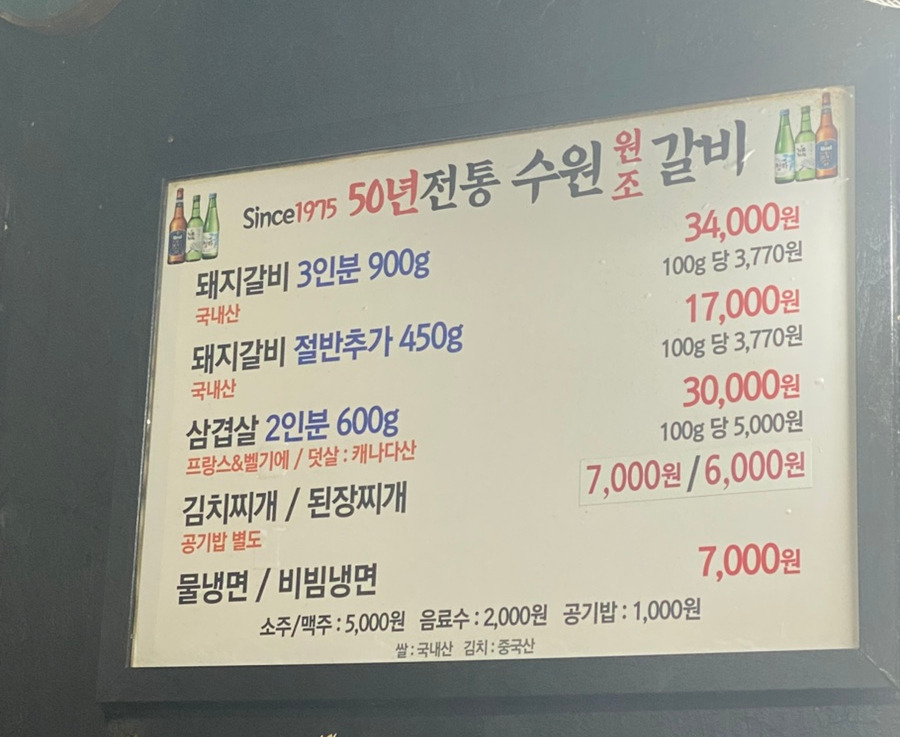 Since1975 50년전통 수원 원조 갈비
돼지갈비 3인분 900g 34,000원
국내산 100g 당 3,770원
돼지갈비 절반추가 450g 17,000원
국내산 100g 당 3,770원
삼겹살 2인분 600g 30,000원
프랑스&벨기에 / 덧살 : 캐나다산 100g 당 5,000원
김치찌개 / 된장찌개 7,000원 / 6,000원
공기밥 별도
물냉면 / 비빔냉면 7,000원
소주/맥주 : 5,000원 음료수 : 2,000원 공기밥 : 1,000원
쌀 : 국내산 김치 : 중국산